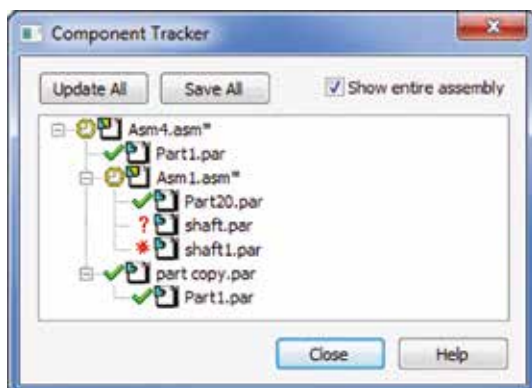 Component Tracker
Update All Save All Show entire assembly
Asm4.asm*
Part1.par
Asm1.asm*
Part20.par
? shaft.par
shaft1.par
part copy.par
Part1.par
Close Help